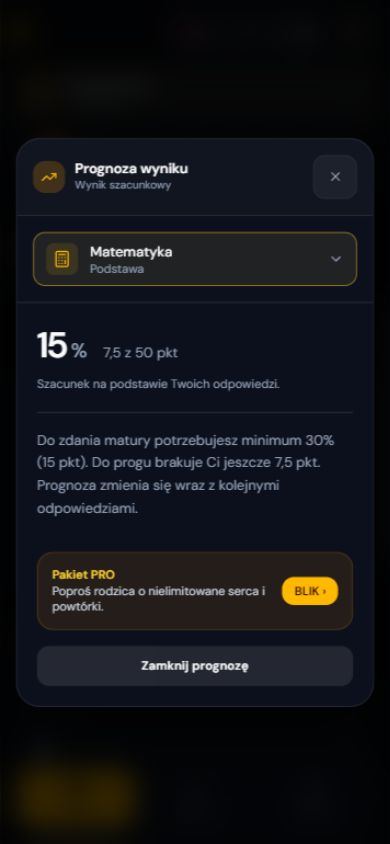 Prognoza wyniku
Wynik szacunkowy
Matematyka
Podstawa
15 % 7,5 z 50 pkt
Szacunek na podstawie Twoich odpowiedzi.
Do zdania matury potrzebujesz minimum 30%
(15 pkt). Do progu brakuje Ci jeszcze 7,5 pkt.
Prognoza zmienia się wraz z kolejnymi
odpowiedziami.
Pakiet PRO
Poproś rodzica o nielimitowane serca i
powtórki.
BLIK ›
Zamknij prognozę